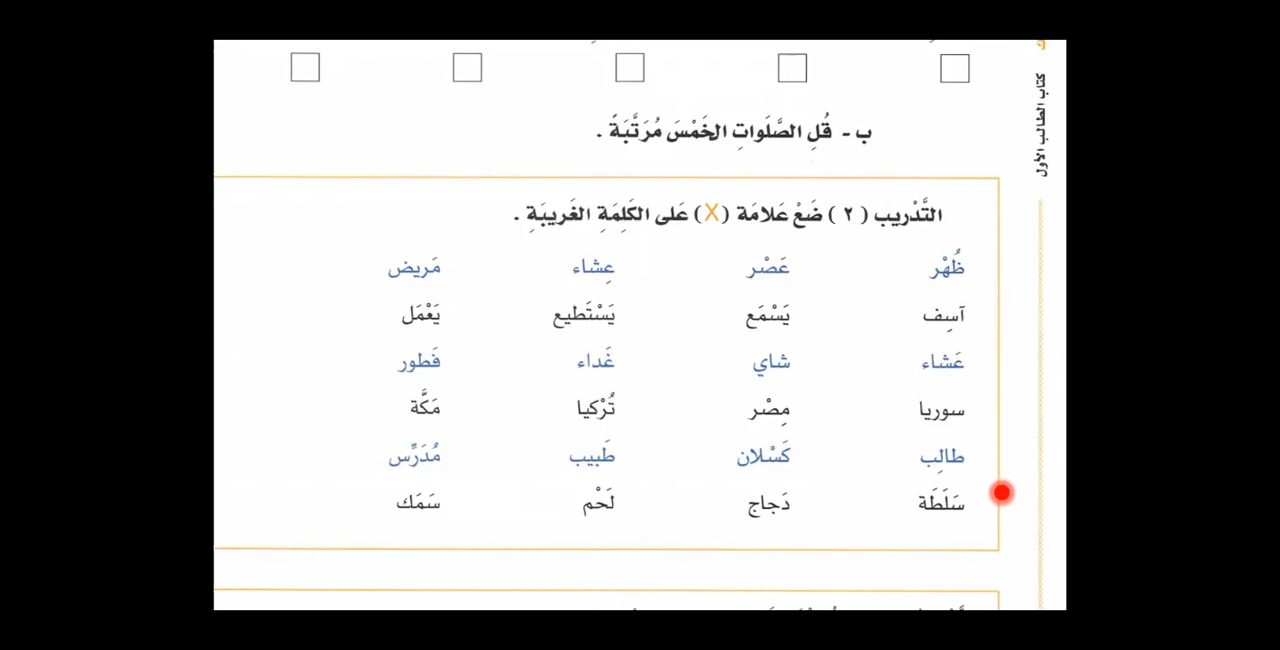 كتاب الطالب الأول
ب - قُلِ الصَّلَواتِ الخَمْسَ مُرَتَّبَةً .
التَّدْريب ( ٢ ) ضَعْ عَلامَة ( X ) عَلى الكَلِمَةِ الغَريبَةِ .
ظُهْر عَصْر عِشاء مَريض
آسِف يَسْمَع يَسْتَطيع يَعْمَل
عَشاء شاي غَداء فَطور
سوريا مِصْر تُرْكيا مَكَّة
طالِب كَسْلان طَبيب مُدَرِّس
سَلَطَة دَجاج لَحْم سَمَك